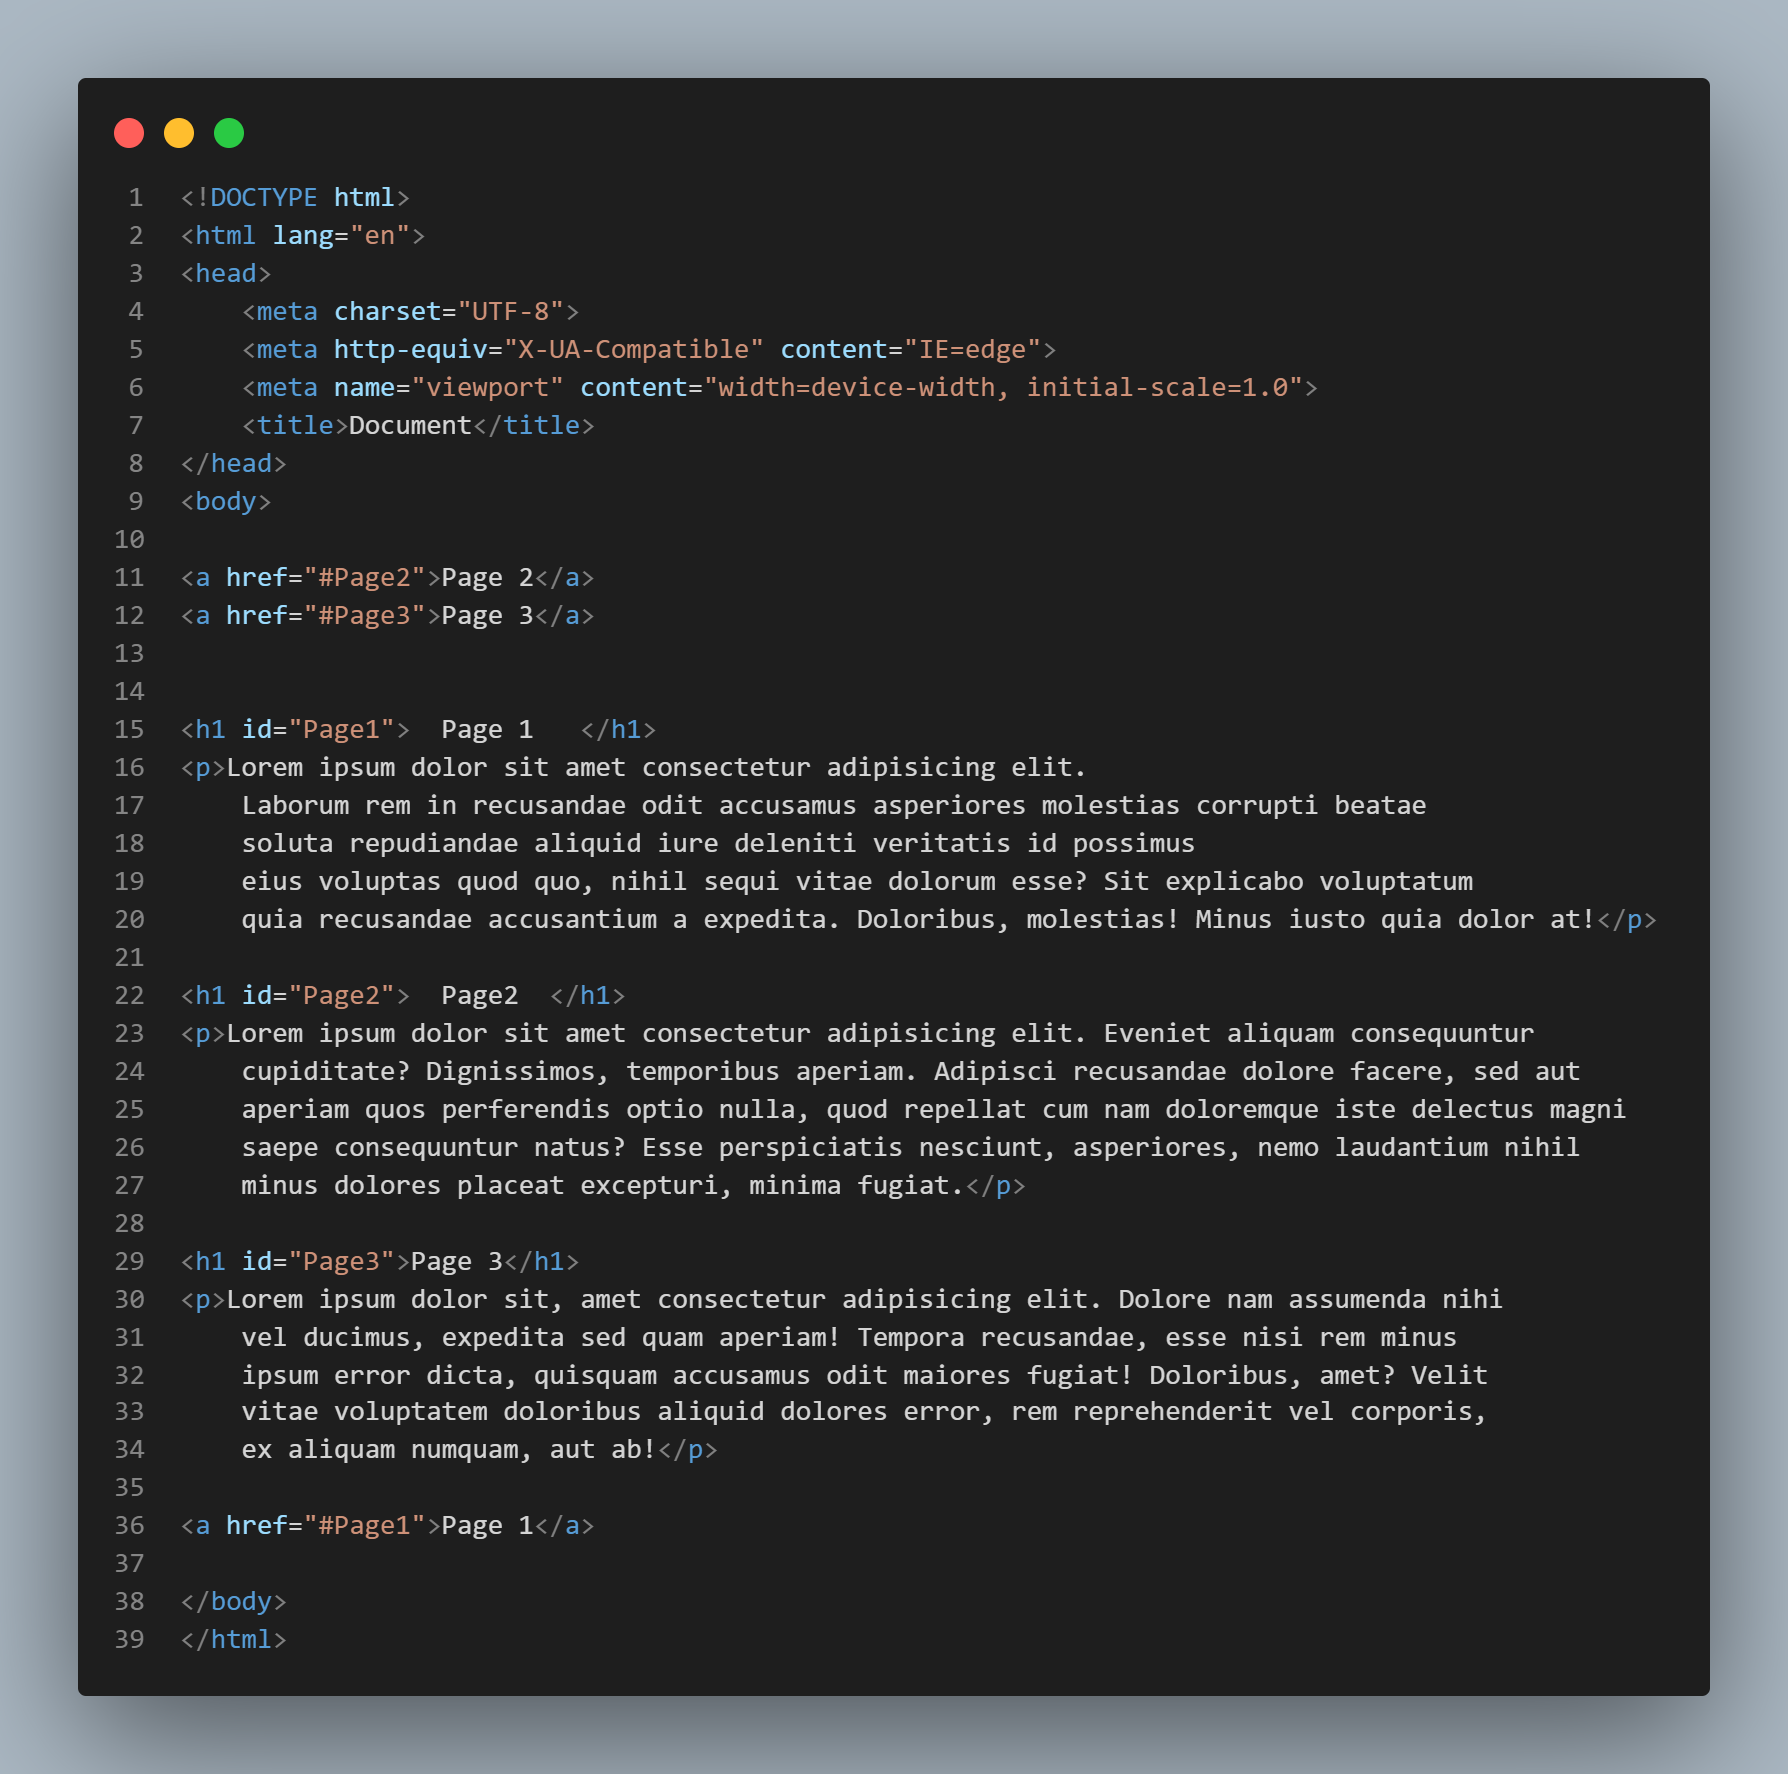 1 <!DOCTYPE html>
2 <html lang="en">
3 <head>
4     <meta charset="UTF-8">
5     <meta http-equiv="X-UA-Compatible" content="IE=edge">
6     <meta name="viewport" content="width=device-width, initial-scale=1.0">
7     <title>Document</title>
8 </head>
9 <body>
10
11 <a href="#Page2">Page 2</a>
12 <a href="#Page3">Page 3</a>
13
14
15 <h1 id="Page1">  Page 1   </h1>
16 <p>Lorem ipsum dolor sit amet consectetur adipisicing elit.
17     Laborum rem in recusandae odit accusamus asperiores molestias corrupti beatae
18     soluta repudiandae aliquid iure deleniti veritatis id possimus
19     eius voluptas quod quo, nihil sequi vitae dolorum esse? Sit explicabo voluptatum
20     quia recusandae accusantium a expedita. Doloribus, molestias! Minus iusto quia dolor at!</p>
21
22 <h1 id="Page2">  Page2  </h1>
23 <p>Lorem ipsum dolor sit amet consectetur adipisicing elit. Eveniet aliquam consequuntur
24     cupiditate? Dignissimos, temporibus aperiam. Adipisci recusandae dolore facere, sed aut
25     aperiam quos perferendis optio nulla, quod repellat cum nam doloremque iste delectus magni
26     saepe consequuntur natus? Esse perspiciatis nesciunt, asperiores, nemo laudantium nihil
27     minus dolores placeat excepturi, minima fugiat.</p>
28
29 <h1 id="Page3">Page 3</h1>
30 <p>Lorem ipsum dolor sit, amet consectetur adipisicing elit. Dolore nam assumenda nihi
31     vel ducimus, expedita sed quam aperiam! Tempora recusandae, esse nisi rem minus
32     ipsum error dicta, quisquam accusamus odit maiores fugiat! Doloribus, amet? Velit
33     vitae voluptatem doloribus aliquid dolores error, rem reprehenderit vel corporis,
34     ex aliquam numquam, aut ab!</p>
35
36 <a href="#Page1">Page 1</a>
37
38 </body>
39 </html>